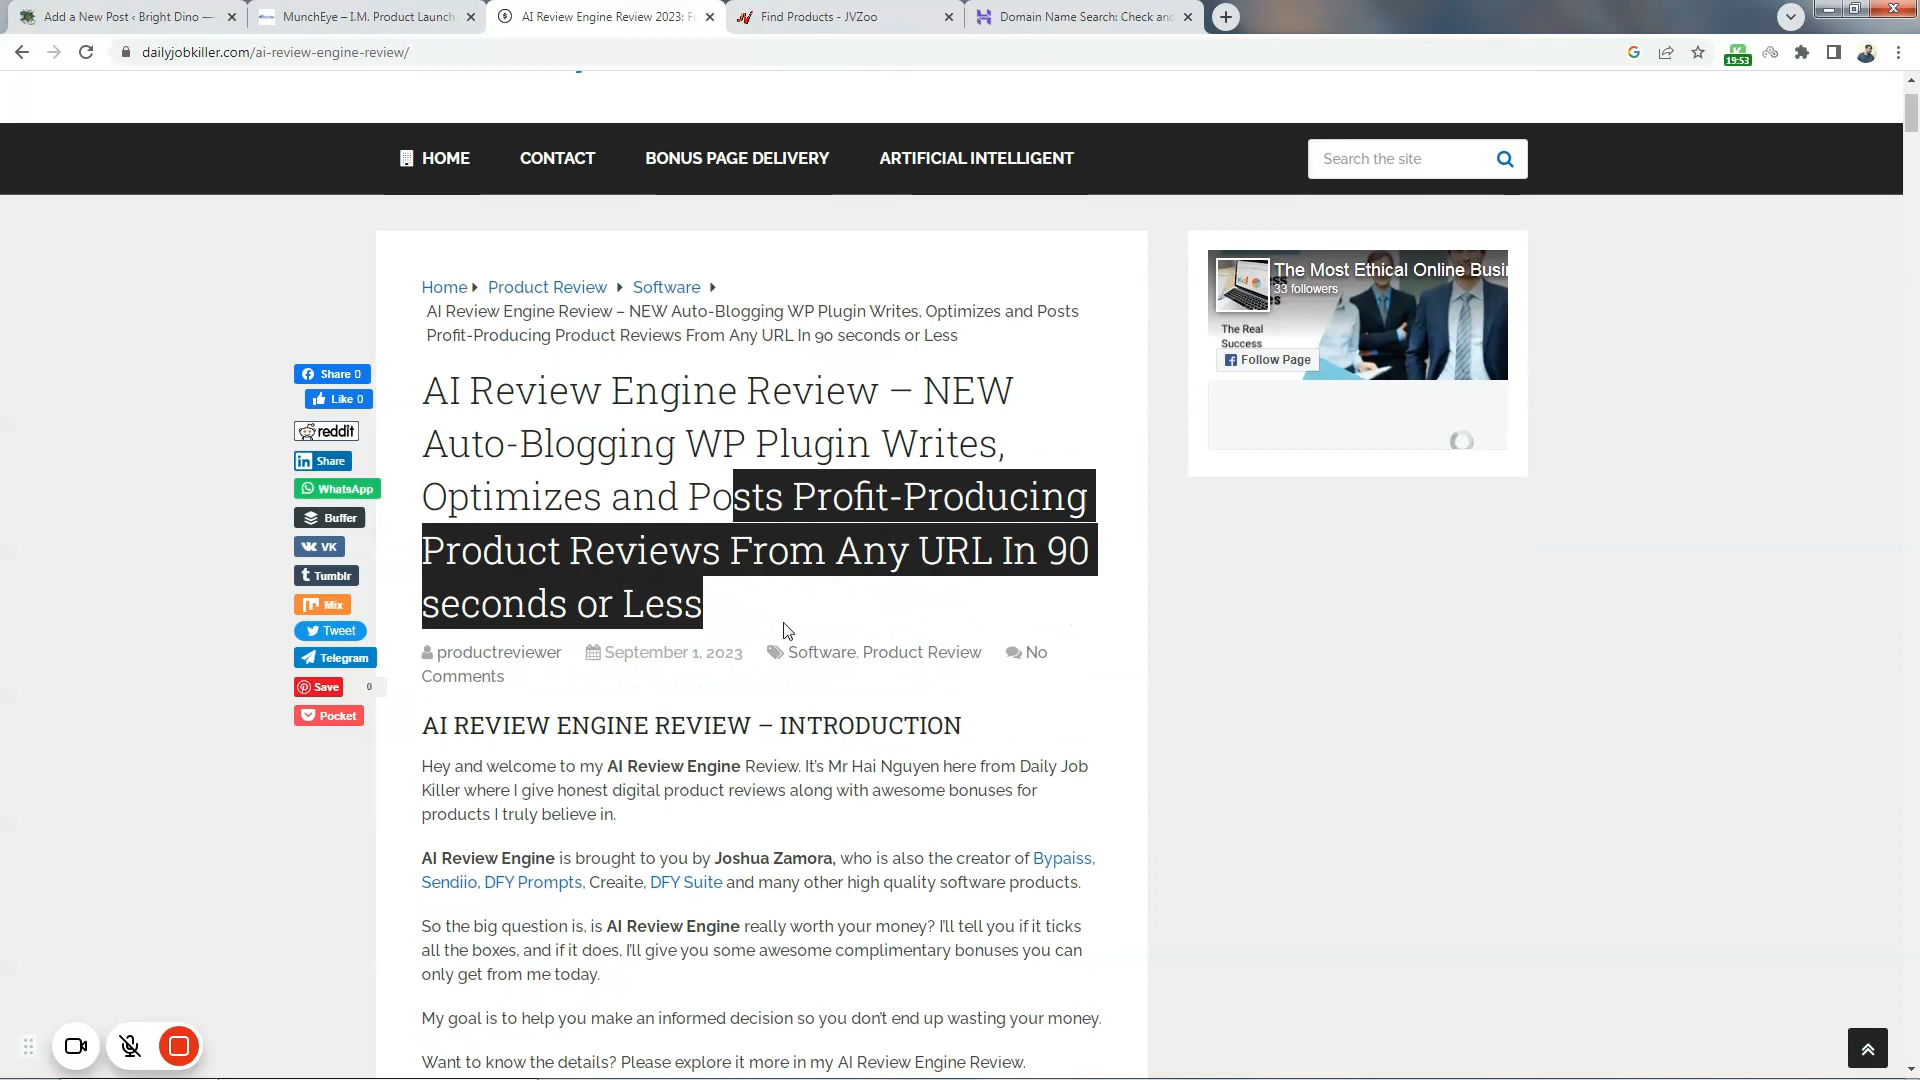 Add a New Post ‹ Bright Dino —
MunchEye – I.M. Product Launch
AI Review Engine Review 2023: F
Find Products - JVZoo
Domain Name Search: Check and
dailyjobkiller.com/ai-review-engine-review/
19:53
HOME
CONTACT
BONUS PAGE DELIVERY
ARTIFICIAL INTELLIGENT
Search the site
Home
Product Review
Software
AI Review Engine Review – NEW Auto-Blogging WP Plugin Writes, Optimizes and Posts
Profit-Producing Product Reviews From Any URL In 90 seconds or Less
The Most Ethical Online Busi
33 followers
The Real
Success
Follow Page
Share 0
Like 0
reddit
Share
WhatsApp
Buffer
VK
Tumblr
Mix
Tweet
Telegram
Save 0
Pocket
AI Review Engine Review – NEW
Auto-Blogging WP Plugin Writes,
Optimizes and Posts Profit-Producing
Product Reviews From Any URL In 90
seconds or Less
productreviewer
September 1, 2023
Software, Product Review
No
Comments
AI REVIEW ENGINE REVIEW – INTRODUCTION
Hey and welcome to my AI Review Engine Review. It's Mr Hai Nguyen here from Daily Job
Killer where I give honest digital product reviews along with awesome bonuses for
products I truly believe in.
AI Review Engine is brought to you by Joshua Zamora, who is also the creator of Bypaiss,
Sendiio, DFY Prompts, Creaite, DFY Suite and many other high quality software products.
So the big question is, is AI Review Engine really worth your money? I'll tell you if it ticks
all the boxes, and if it does, I'll give you some awesome complimentary bonuses you can
only get from me today.
My goal is to help you make an informed decision so you don't end up wasting your money.
Want to know the details? Please explore it more in my AI Review Engine Review.